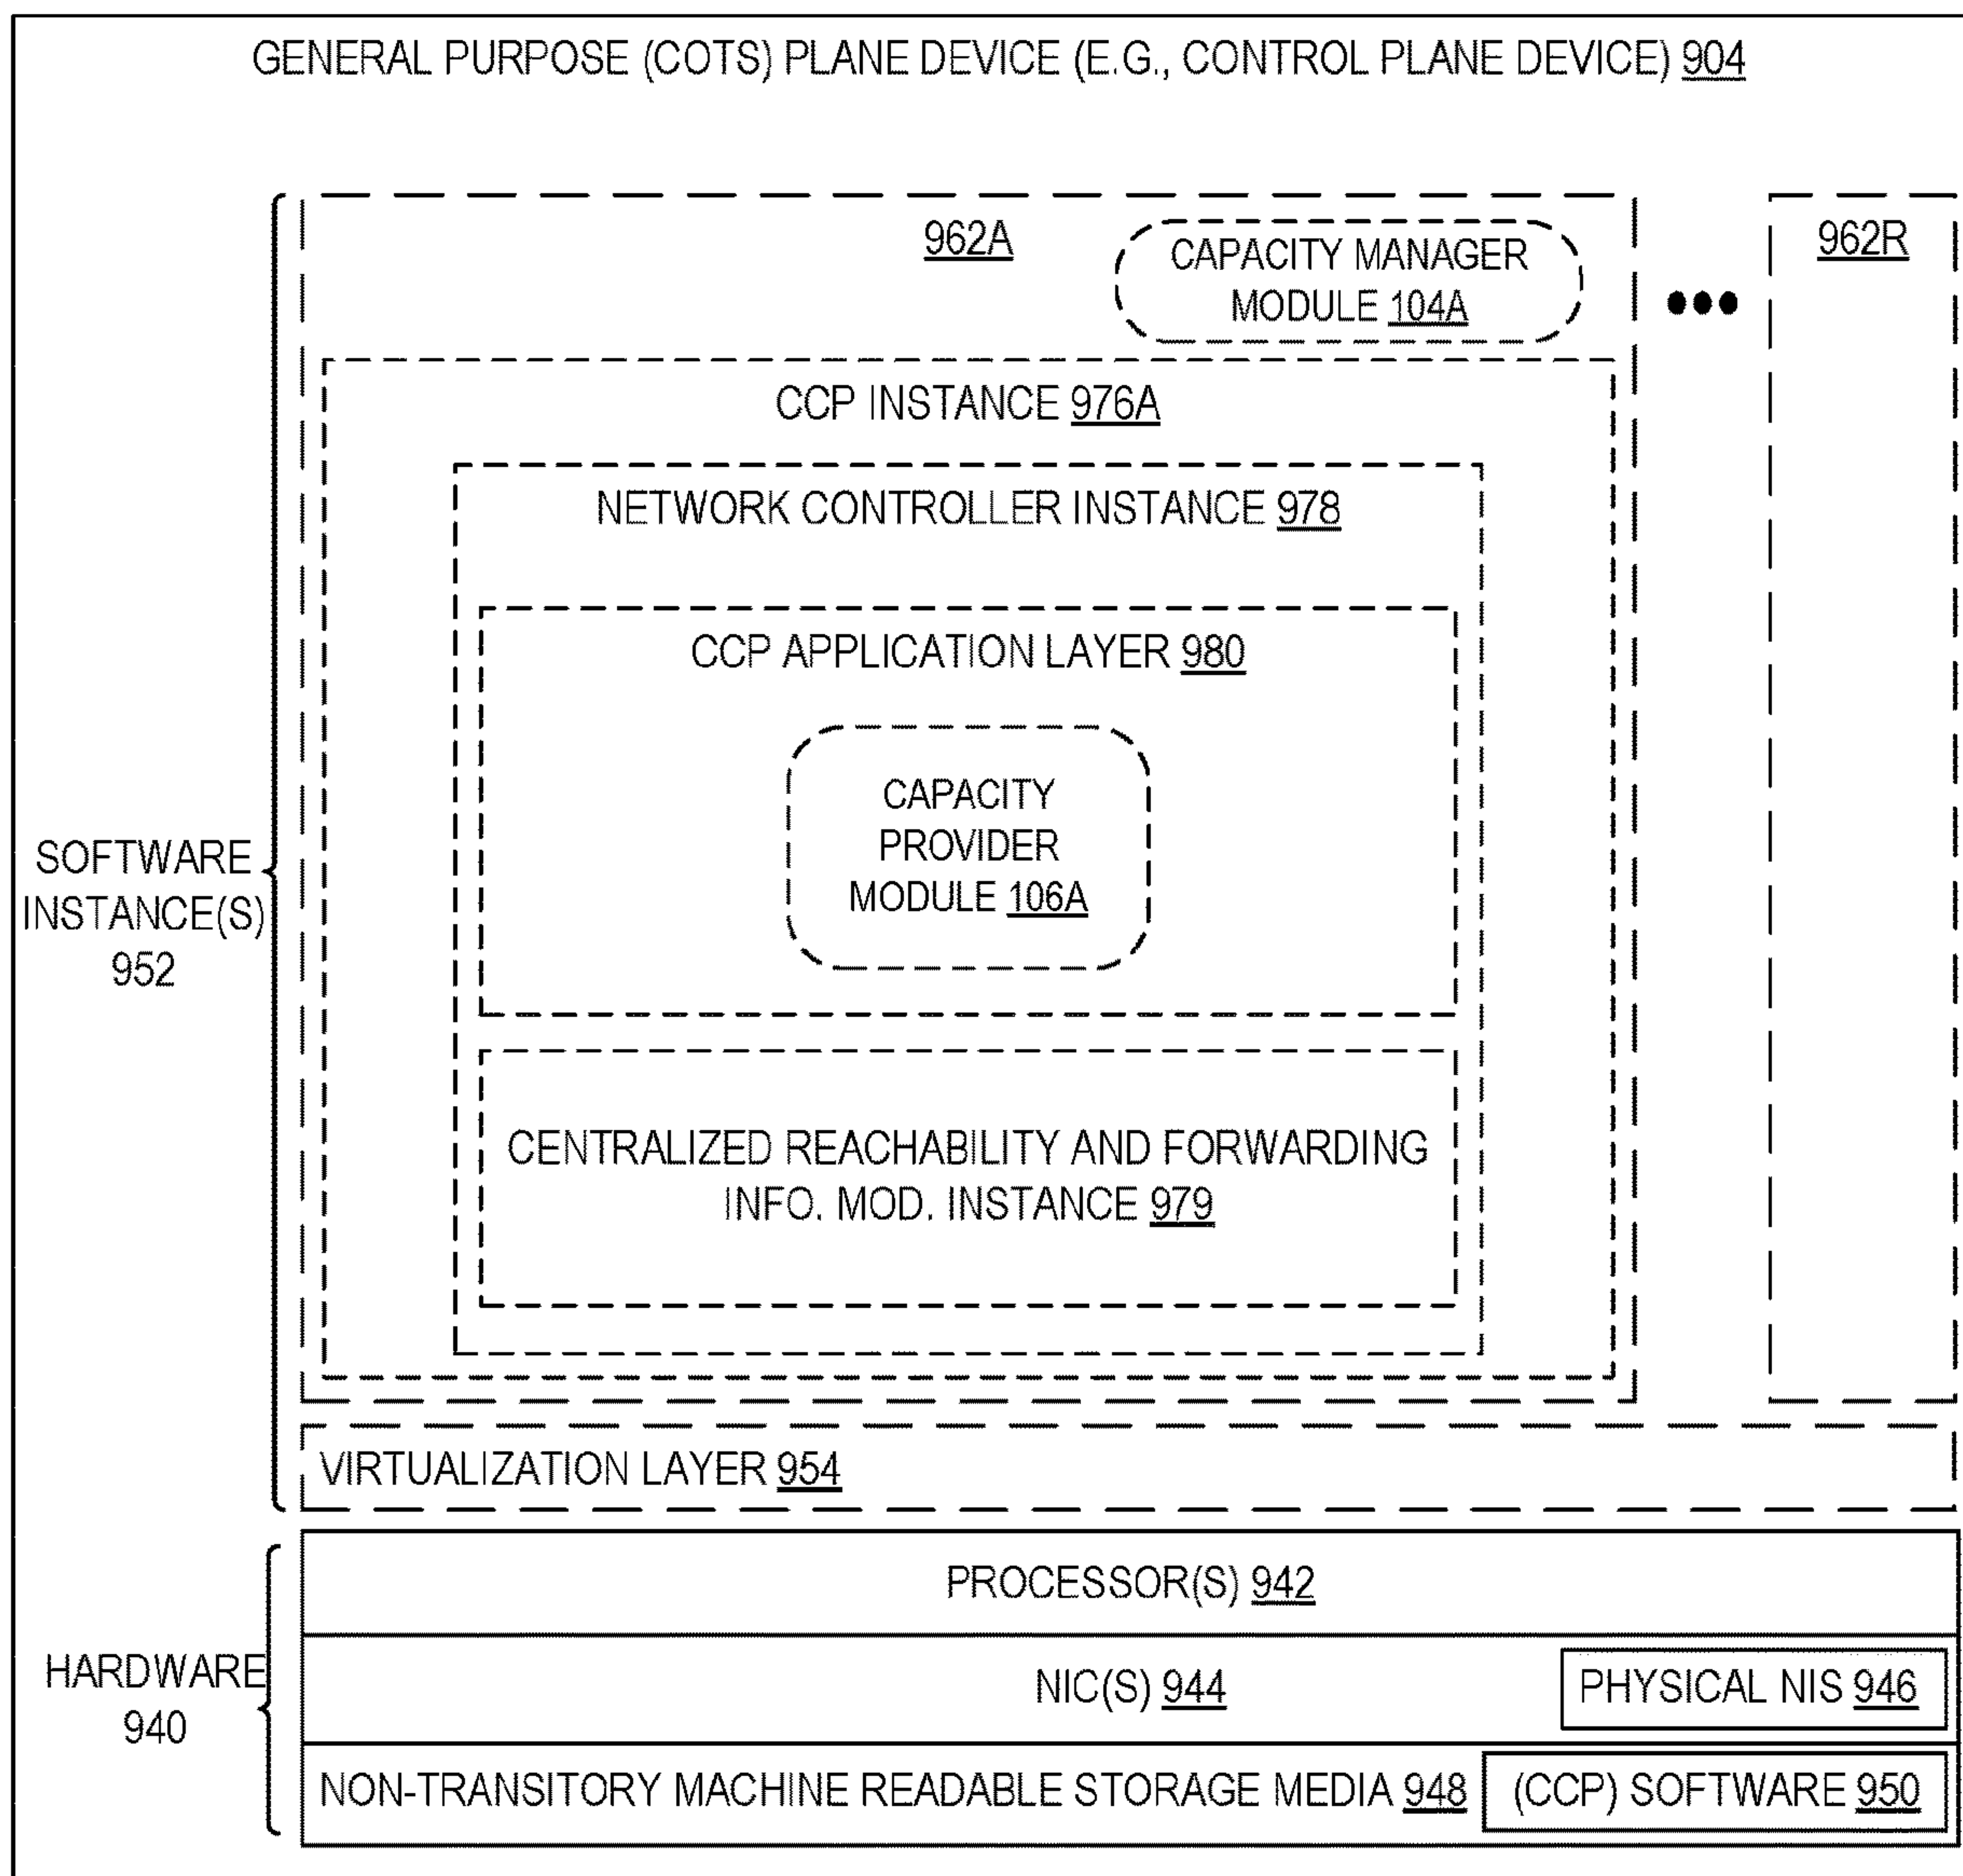 GENERAL PURPOSE (COTS) PLANE DEVICE (E.G., CONTROL PLANE DEVICE) 904
962A
CAPACITY MANAGER
MODULE 104A
962R
CCP INSTANCE 976A
NETWORK CONTROLLER INSTANCE 978
CCP APPLICATION LAYER 980
CAPACITY
PROVIDER
MODULE 106A
SOFTWARE
INSTANCE(S)
952
CENTRALIZED REACHABILITY AND FORWARDING
INFO. MOD. INSTANCE 979
VIRTUALIZATION LAYER 954
PROCESSOR(S) 942
HARDWARE
940
NIC(S) 944
PHYSICAL NIS 946
NON-TRANSITORY MACHINE READABLE STORAGE MEDIA 948
(CCP) SOFTWARE 950